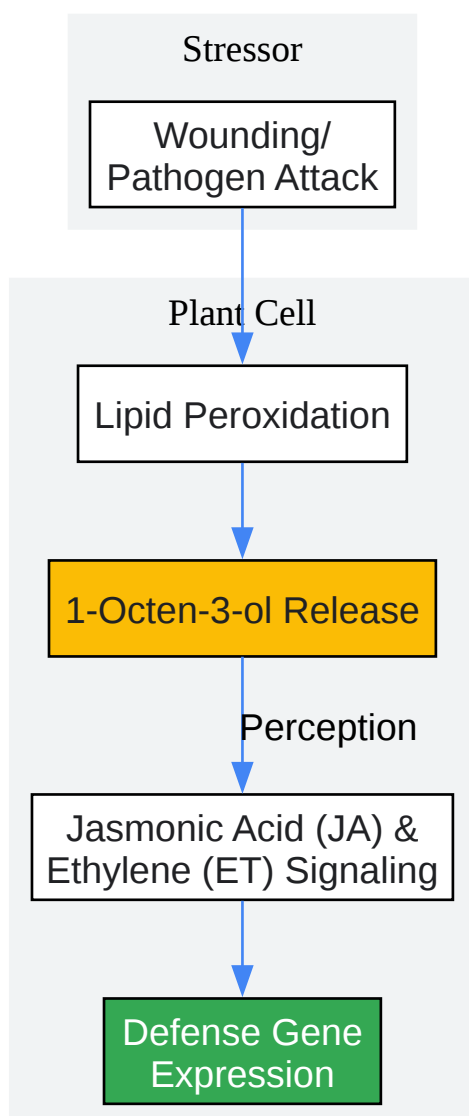 Stressor
Wounding/
Pathogen Attack
Plant Cell
Lipid Peroxidation
1-Octen-3-ol Release
Perception
Jasmonic Acid (JA) &
Ethylene (ET) Signaling
Defense Gene
Expression